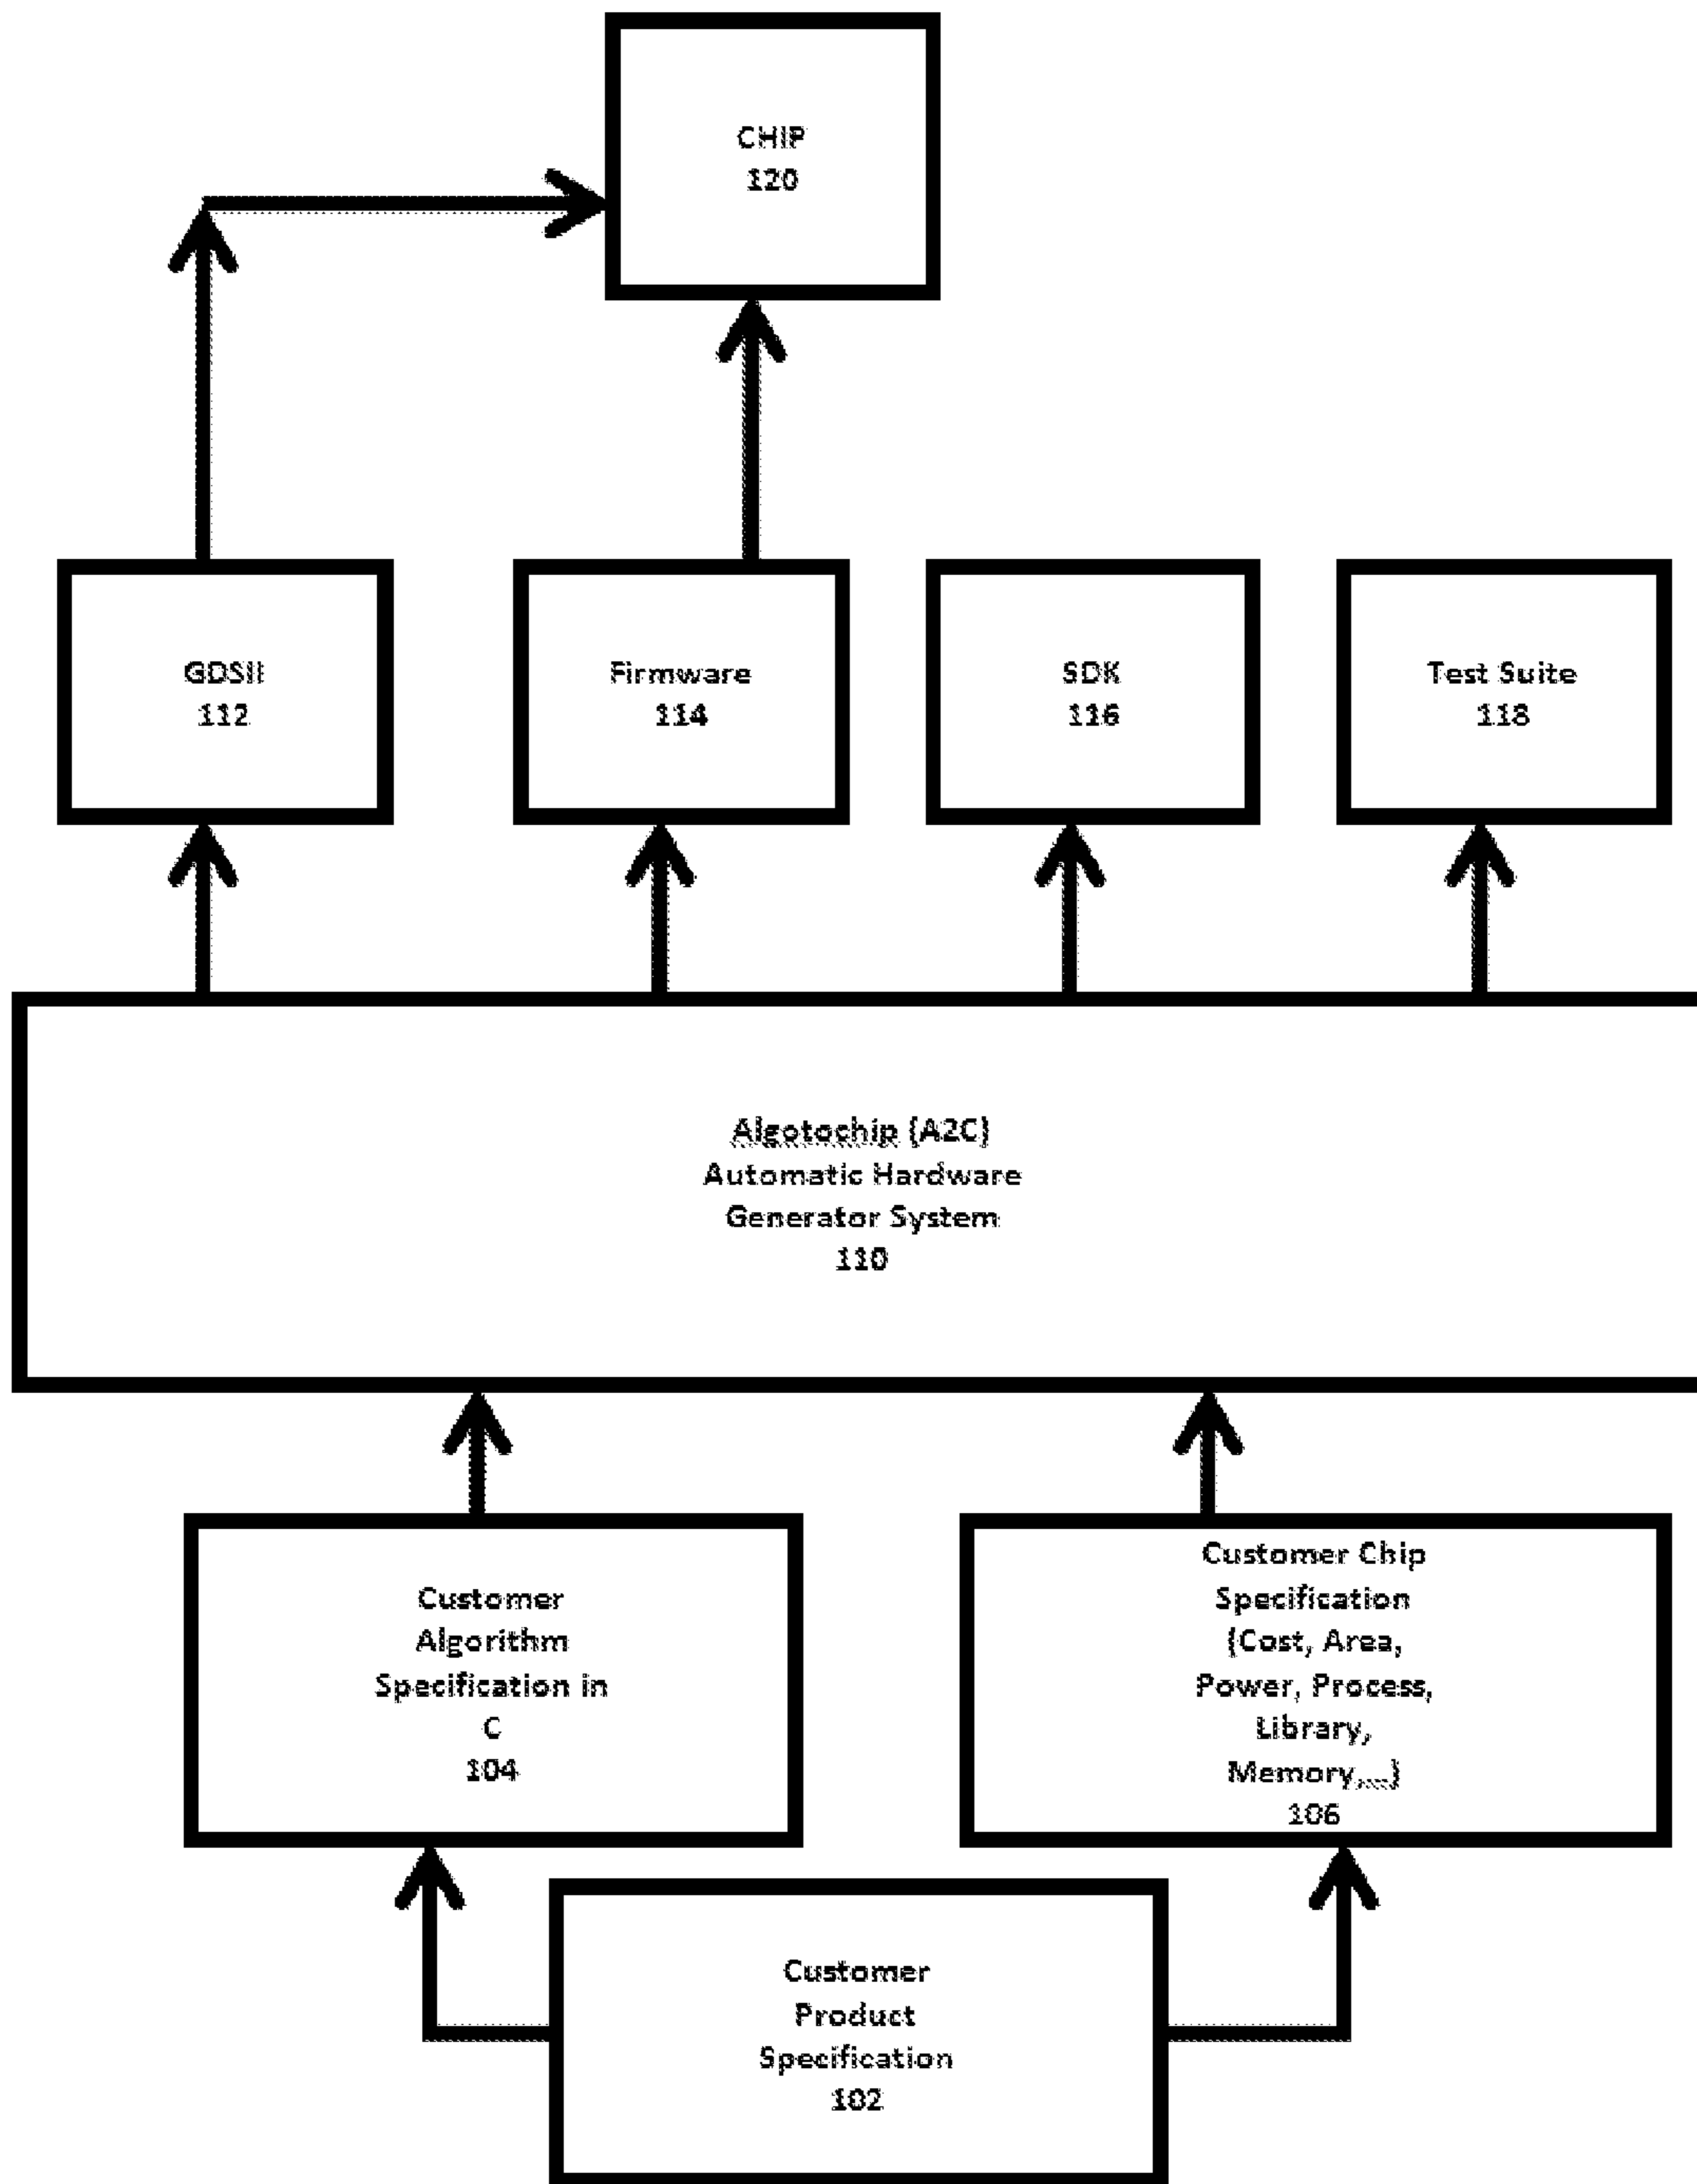 CHIP
120
GDSII
112
Firmware
114
SDK
116
Test Suite
118
Algotochip (A2C)
Automatic Hardware
Generator System
110
Customer
Algorithm
Specification in
C
104
Customer Chip
Specification
(Cost, Area,
Power, Process,
Library,
Memory,...)
106
Customer
Product
Specification
102